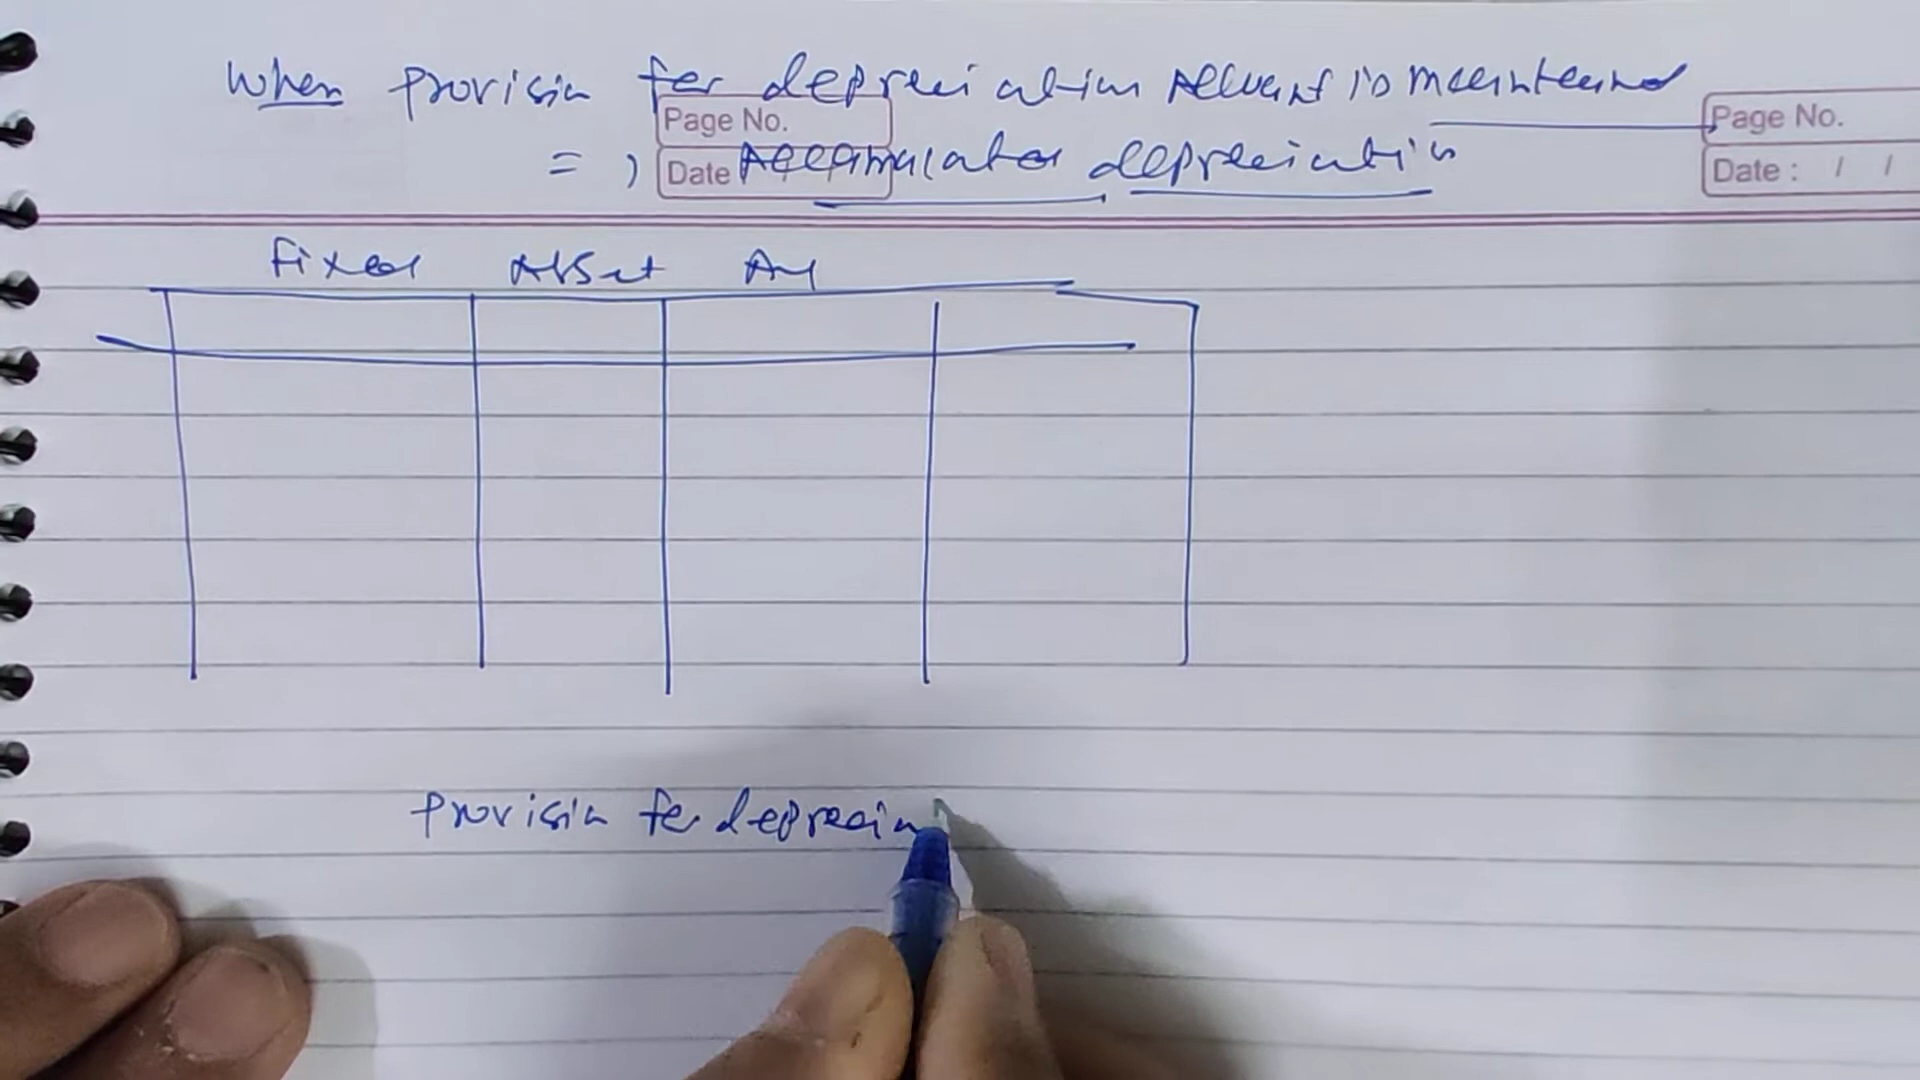 When provision for depreciation Account is maintained
Page No.
Page No.
= ) Accumulated depreciation
Date
Date : / /
Fixed Asset A/c
provision for deprecia